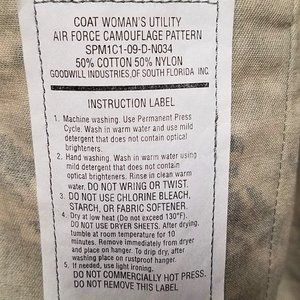 COAT WOMAN'S UTILITY
AIR FORCE CAMOUFLAGE PATTERN
SPM1C1-09-D-N034
50% COTTON 50% NYLON
GOODWILL INDUSTRIES,OF SOUTH FLORIDA INC.
INSTRUCTION LABEL
1. Machine washing. Use Permanent Press
Cycle. Wash in warm water and use mild
detergent that does not contain optical
brighteners.
2. Hand washing. Wash in warm water using
mild detergent that does not contain
optical brighteners. Rinse in clean warm
water. DO NOT WRING OR TWIST.
3. DO NOT USE CHLORINE BLEACH,
STARCH, OR FABRIC SOFTENER.
4. Dry at low heat (Do not exceed 130°F).
DO NOT USE DRYER SHEETS. After drying,
tumble at room temperature for 10
minutes. Remove immediately from dryer
and place on hanger. To drip dry, after
washing place on rustproof hanger.
5. If needed, use light ironing.
DO NOT COMMERCIALLY HOT PRESS.
DO NOT REMOVE THIS LABEL